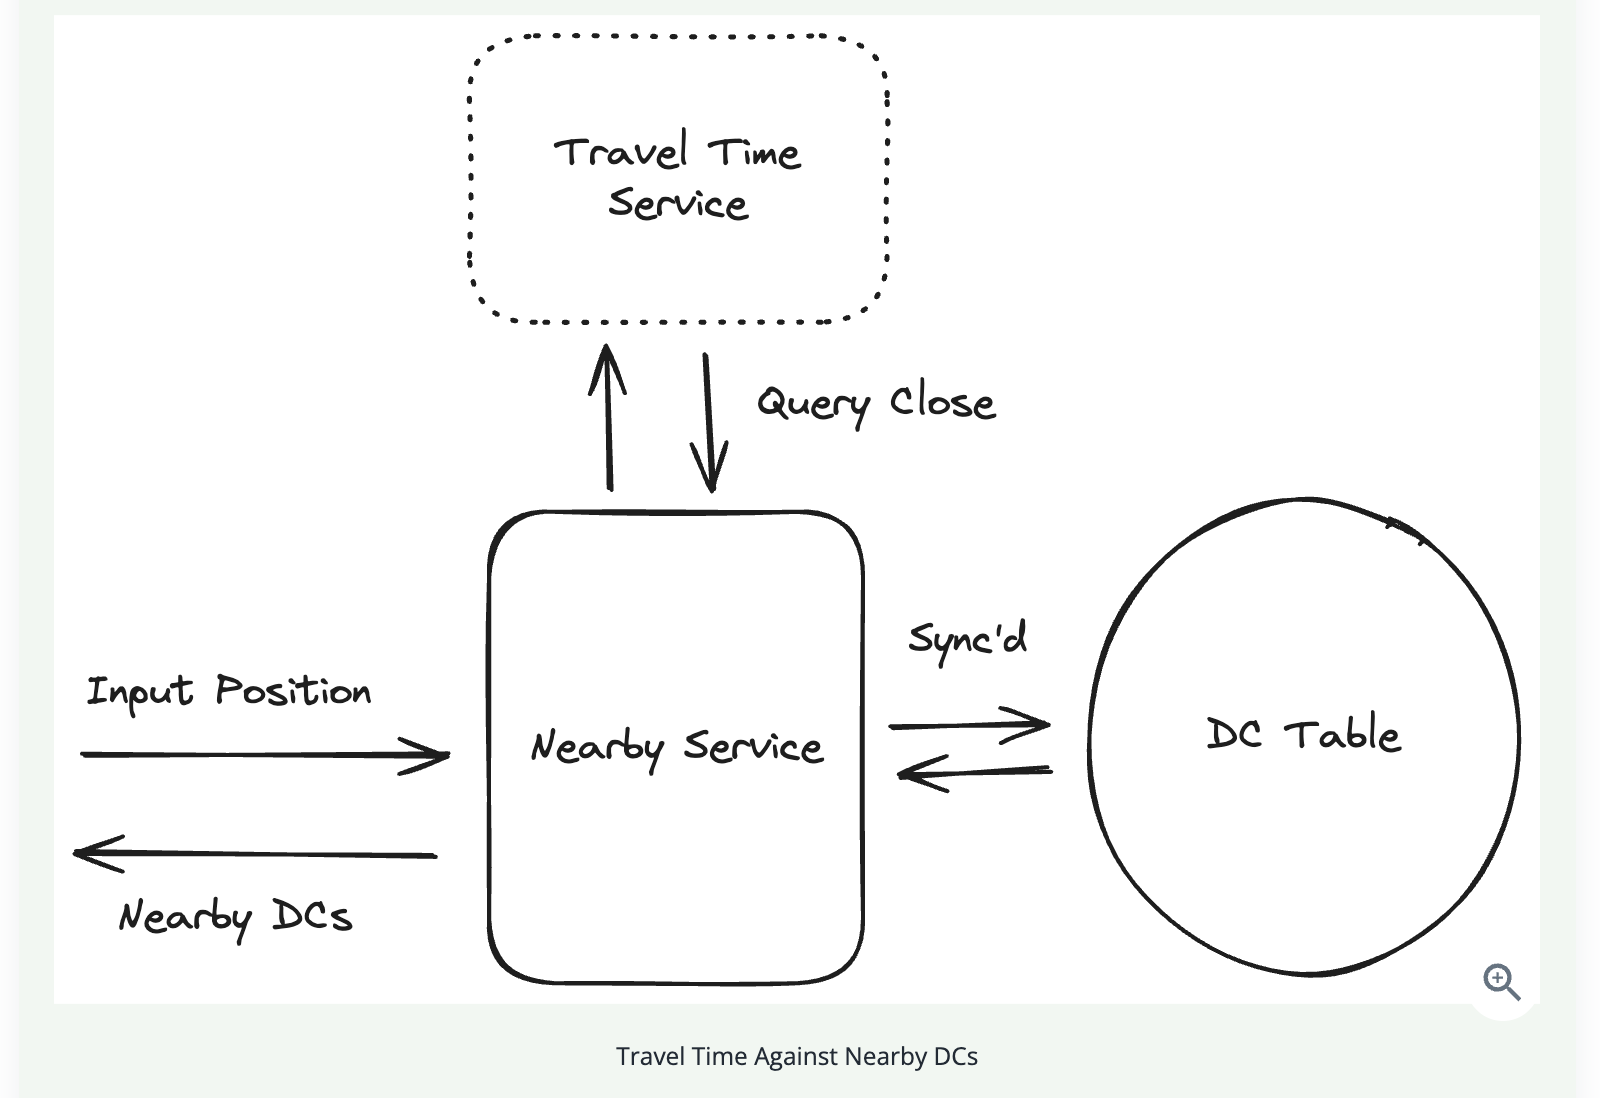 Travel Time
Service
Query Close
Sync'd
Input Position
Nearby Service
DC Table
Nearby DCs
Travel Time Against Nearby DCs